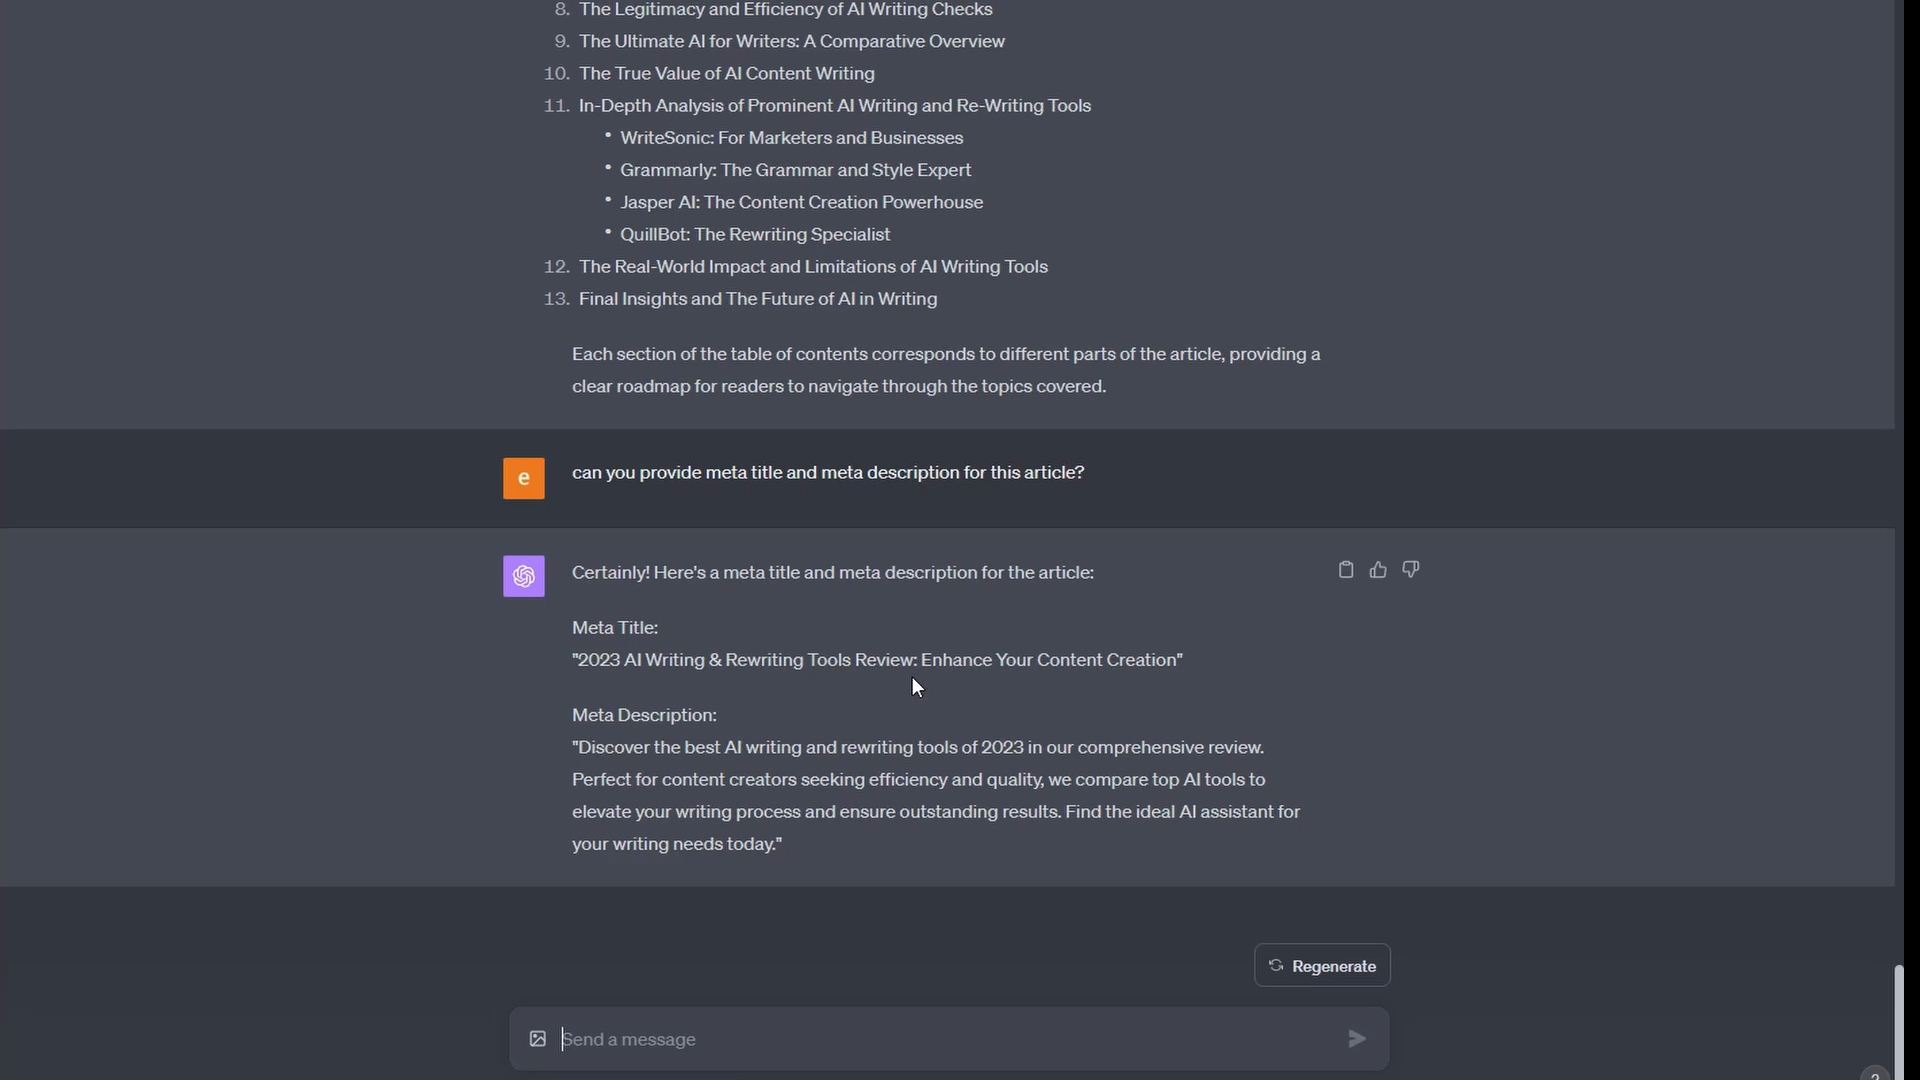 8. The Legitimacy and Efficiency of AI Writing Checks
9. The Ultimate AI for Writers: A Comparative Overview
10. The True Value of AI Content Writing
11. In-Depth Analysis of Prominent AI Writing and Re-Writing Tools
• WriteSonic: For Marketers and Businesses
• Grammarly: The Grammar and Style Expert
• Jasper AI: The Content Creation Powerhouse
• QuillBot: The Rewriting Specialist
12. The Real-World Impact and Limitations of AI Writing Tools
13. Final Insights and The Future of AI in Writing
Each section of the table of contents corresponds to different parts of the article, providing a
clear roadmap for readers to navigate through the topics covered.
e
can you provide meta title and meta description for this article?
Certainly! Here's a meta title and meta description for the article:
Meta Title:
"2023 AI Writing & Rewriting Tools Review: Enhance Your Content Creation"
Meta Description:
"Discover the best AI writing and rewriting tools of 2023 in our comprehensive review.
Perfect for content creators seeking efficiency and quality, we compare top AI tools to
elevate your writing process and ensure outstanding results. Find the ideal AI assistant for
your writing needs today."
Regenerate
Send a message